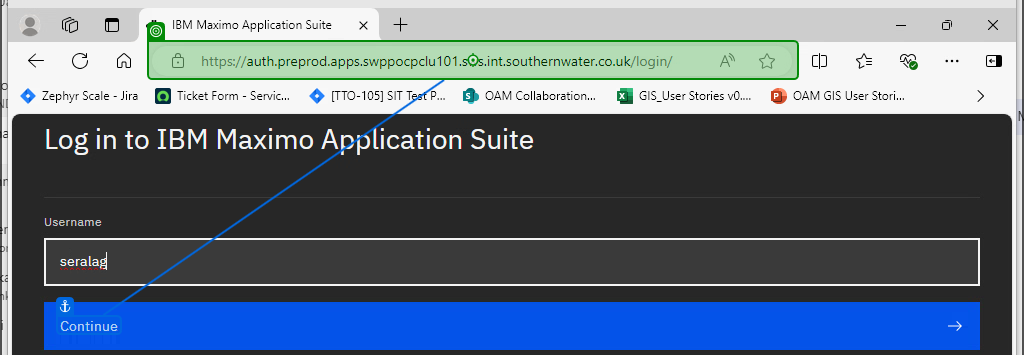 IBM Maximo Application Suite
https://auth.preprod.apps.swppocpclu101.s s.int.southernwater.co.uk/login/
Zephyr Scale - Jira Ticket Form - Servic... [TTO-105] SIT Test P... OAM Collaboration... GIS_User Stories v0.... OAM GIS User Stori...
Log in to IBM Maximo Application Suite
Username
seralag
Continue